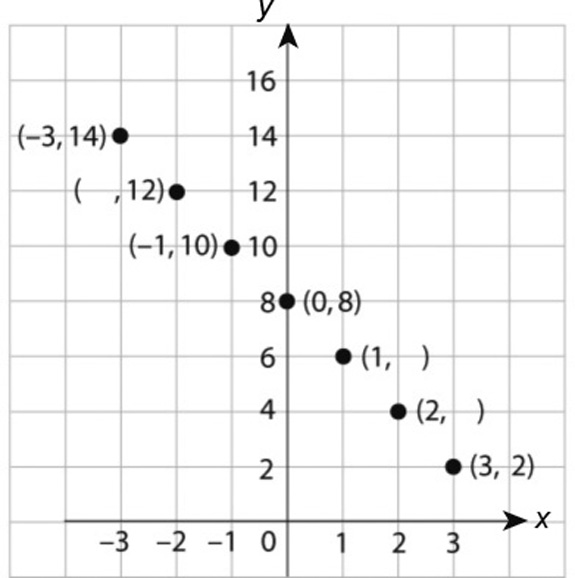 y
16
(–3, 14) 14
( , 12) 12
(–1, 10) 10
8 (0, 8)
6 (1, )
4 (2, )
2 (3, 2)
x
–3 –2 –1 0 1 2 3